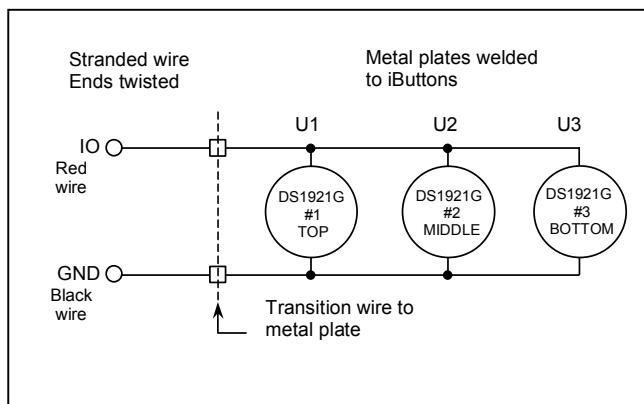 Stranded wire
Ends twisted
Metal plates welded
to iButtons
U1
U2
U3
IO
Red
wire
DS1921G
#1
TOP
DS1921G
#2
MIDDLE
DS1921G
#3
BOTTOM
GND
Black
wire
Transition wire to
metal plate